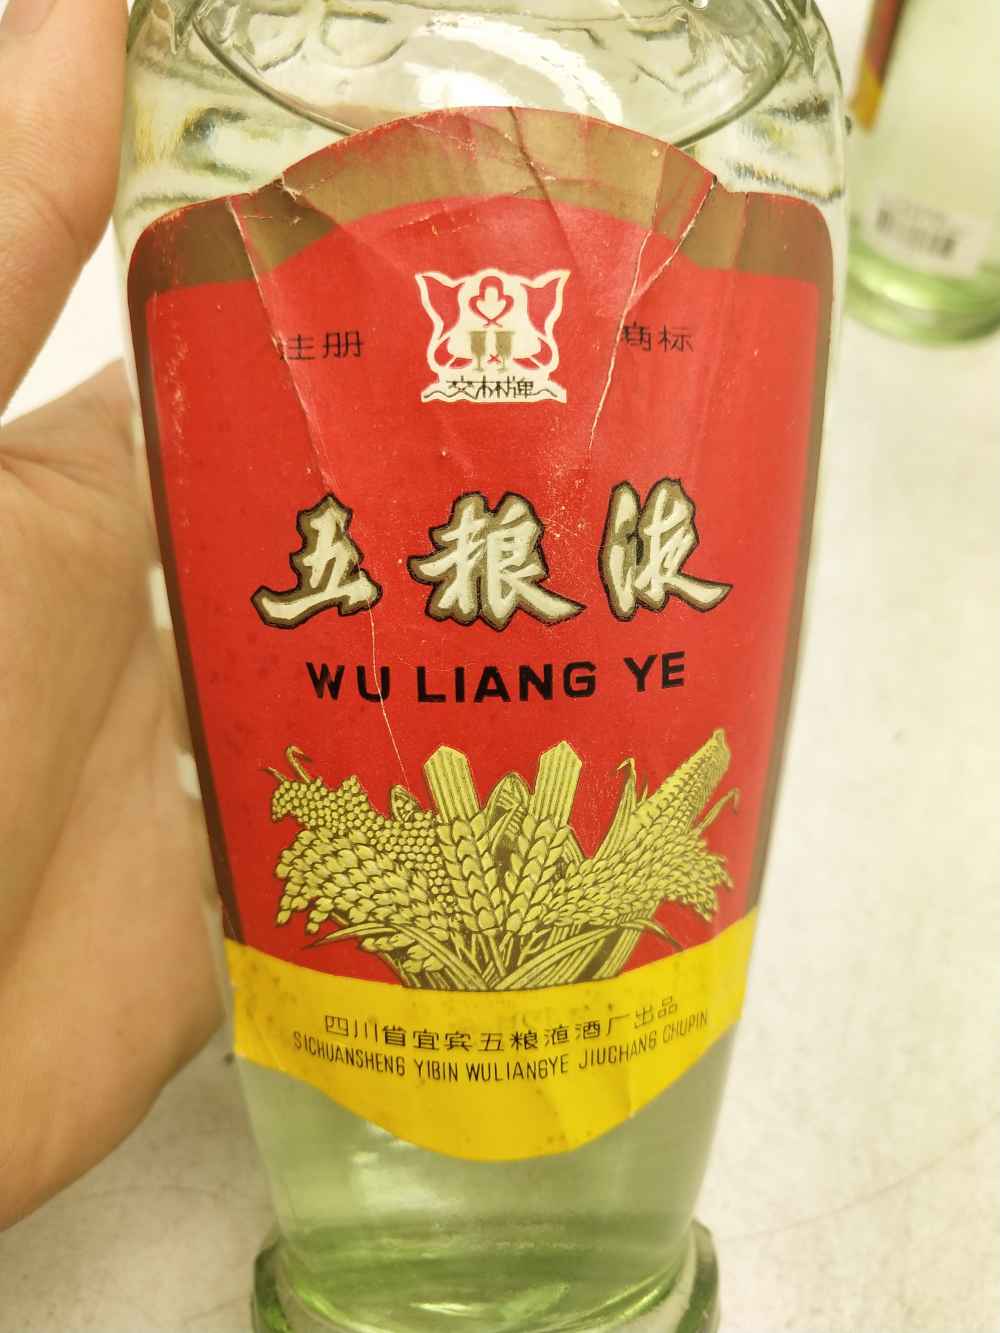 注册
商标
交杯牌
五粮液
WU LIANG YE
四川省宜宾五粮液酒厂出品
SICHUANSHENG YIBIN WULIANGYE JIUCHANG CHUPIN